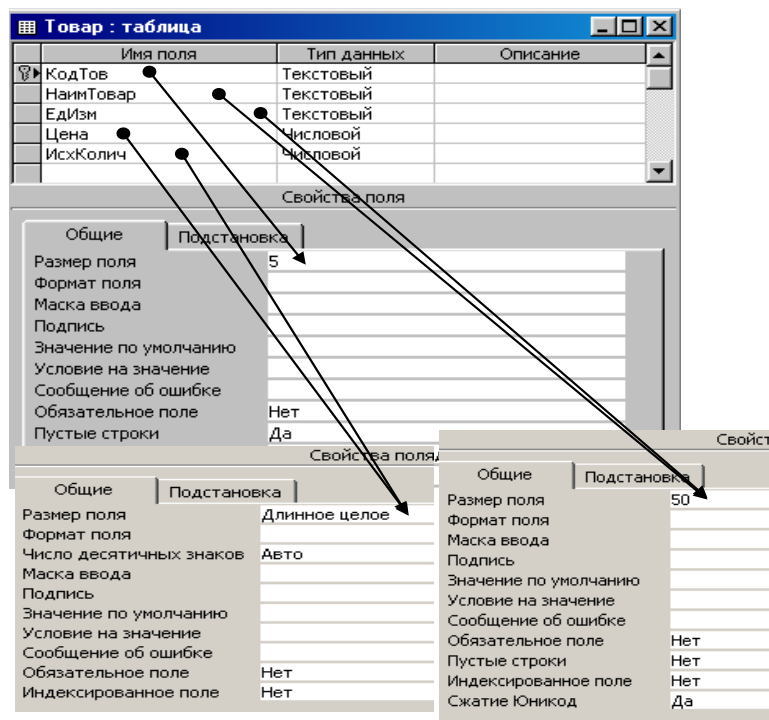 Товар : таблица
Имя поля Тип данных Описание
КодТов Текстовый
НаимТовар Текстовый
ЕдИзм Текстовый
Цена Числовой
ИсхКолич Числовой
Свойства поля
Общие Подстановка
Размер поля 5
Формат поля
Маска ввода
Подпись
Значение по умолчанию
Условие на значение
Сообщение об ошибке
Обязательное поле Нет
Пустые строки Да
Свойства поля
Общие Подстановка
Размер поля Длинное целое
Формат поля
Число десятичных знаков Авто
Маска ввода
Подпись
Значение по умолчанию
Условие на значение
Сообщение об ошибке
Обязательное поле Нет
Индексированное поле Нет
Свойст
Общие Подстановка
Размер поля 50
Формат поля
Маска ввода
Подпись
Значение по умолчанию
Условие на значение
Сообщение об ошибке
Обязательное поле Нет
Пустые строки Нет
Индексированное поле Нет
Сжатие Юникод Да